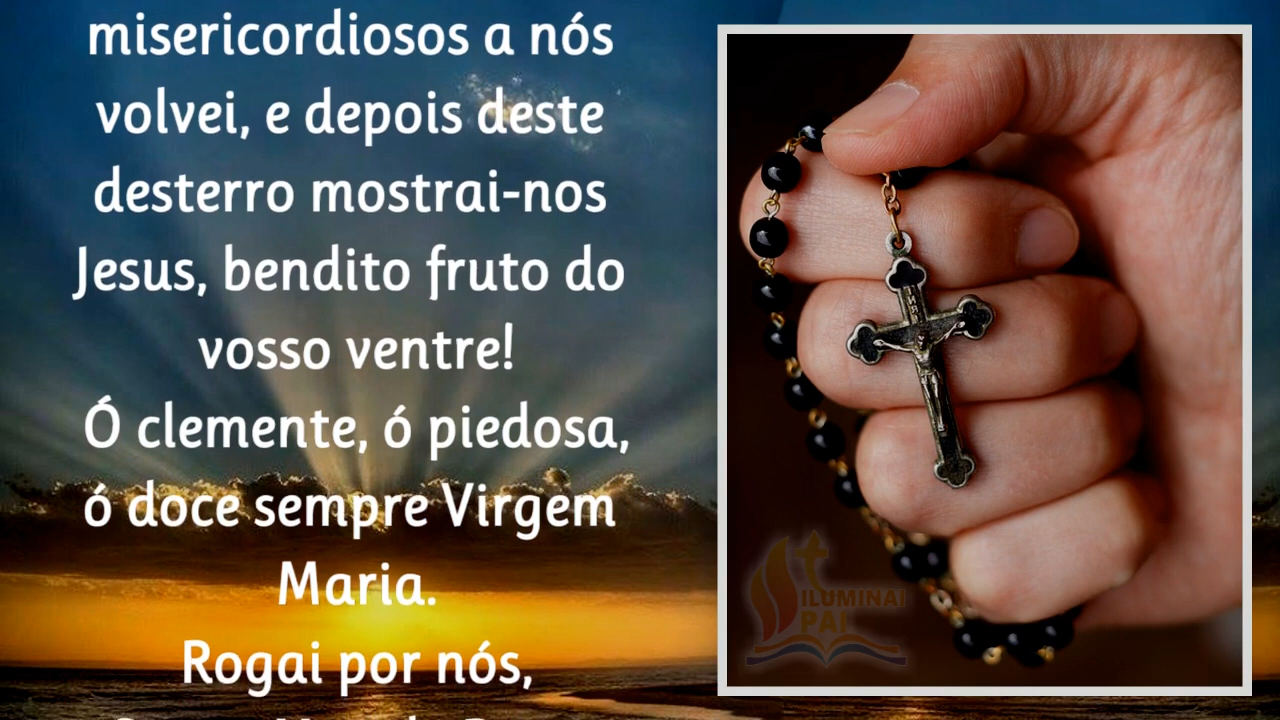 misericordiosos a nós
volvei, e depois deste
desterro mostrai-nos
Jesus, bendito fruto do
vosso ventre!
Ó clemente, ó piedosa,
ó doce sempre Virgem
Maria.
Rogai por nós,
ILUMINAI
PAI